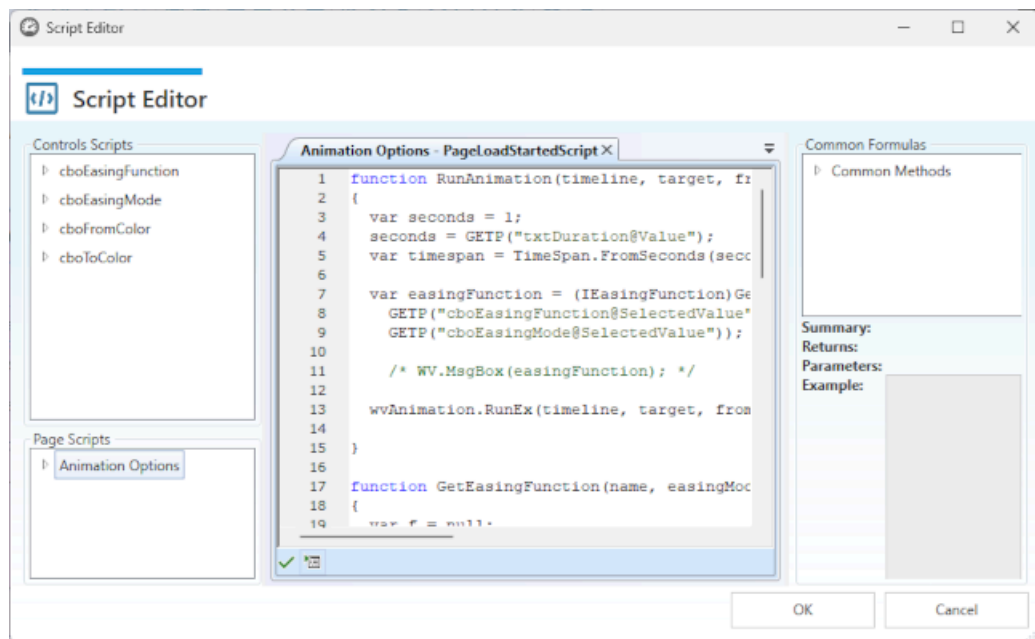 Script Editor
</> Script Editor
Controls Scripts
cboEasingFunction
cboEasingMode
cboFromColor
cboToColor
Page Scripts
Animation Options
Animation Options - PageLoadStartedScript
1 function RunAnimation(timeline, target, fr
2 {
3 var seconds = 1;
4 seconds = GETP("txtDuration@Value");
5 var timespan = TimeSpan.FromSeconds(secc
6
7 var easingFunction = (IEasingFunction)Ge
8 GETP("cboEasingFunction@SelectedValue"
9 GETP("cboEasingMode@SelectedValue"));
10
11 /* WV.MsgBox(easingFunction); */
12
13 wvAnimation.RunEx(timeline, target, from
14
15 }
16
17 function GetEasingFunction(name, easingMoc
18 {
19 var f = null;
Common Formulas
Common Methods
Summary:
Returns:
Parameters:
Example:
OK
Cancel